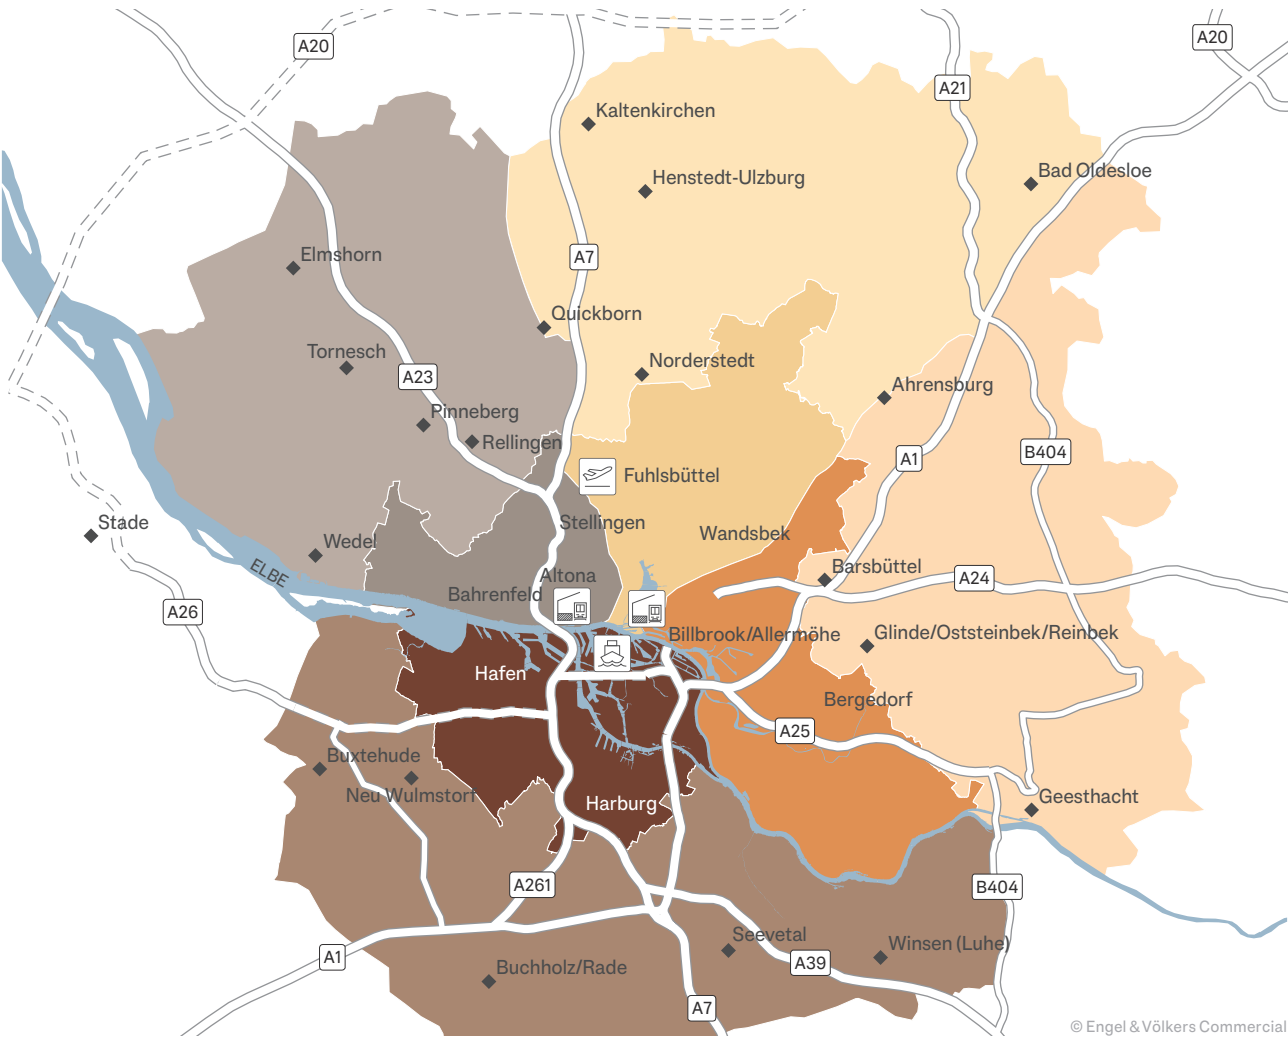 A20
A20
A21
Kaltenkirchen
Bad Oldesloe
Henstedt-Ulzburg
Elmshorn
A7
Quickborn
Tornesch
Norderstedt
A23
Ahrensburg
Pinneberg
Rellingen
A1
B404
Fuhlsbüttel
Stade
Stellingen
Wandsbek
Wedel
ELBE
Altona
Barsbüttel
A24
Bahrenfeld
A26
Billbrook/Allermöhe
Glinde/Oststeinbek/Reinbek
Hafen
Bergedorf
A25
Buxtehude
Neu Wulmstorf
Harburg
Geesthacht
A261
B404
Seevetal
Winsen (Luhe)
A1
A39
Buchholz/Rade
A7
© Engel & Völkers Commercial